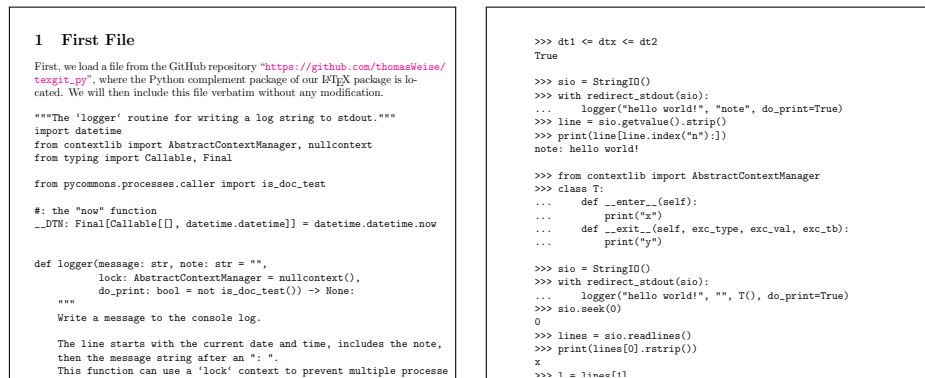 1 First File
First, we load a file from the GitHub repository “https://github.com/thomasWeise/
texgit_py”, where the Python complement package of our LATEX package is lo-
cated. We will then include this file verbatim without any modification.
"""The ‘logger‘ routine for writing a log string to stdout."""
import datetime
from contextlib import AbstractContextManager, nullcontext
from typing import Callable, Final
from pycommons.processes.caller import is_doc_test
#: the "now" function
__DTN: Final[Callable[[], datetime.datetime]] = datetime.datetime.now
def logger(message: str, note: str = "",
lock: AbstractContextManager = nullcontext(),
do_print: bool = not is_doc_test()) -> None:
"""
Write a message to the console log.
The line starts with the current date and time, includes the note,
then the message string after an ": ".
This function can use a ‘lock‘ context to prevent multiple processe
>>> dt1 <= dtx <= dt2
True
>>> sio = StringIO()
>>> with redirect_stdout(sio):
...     logger("hello world!", "note", do_print=True)
>>> line = sio.getvalue().strip()
>>> print(line[line.index("n"):])
note: hello world!
>>> from contextlib import AbstractContextManager
>>> class T:
...     def __enter__(self):
...         print("x")
...     def __exit__(self, exc_type, exc_val, exc_tb):
...         print("y")
>>> sio = StringIO()
>>> with redirect_stdout(sio):
...     logger("hello world!", "", T(), do_print=True)
>>> sio.seek(0)
0
>>> lines = sio.readlines()
>>> print(lines[0].rstrip())
x
>>> l = lines[1]